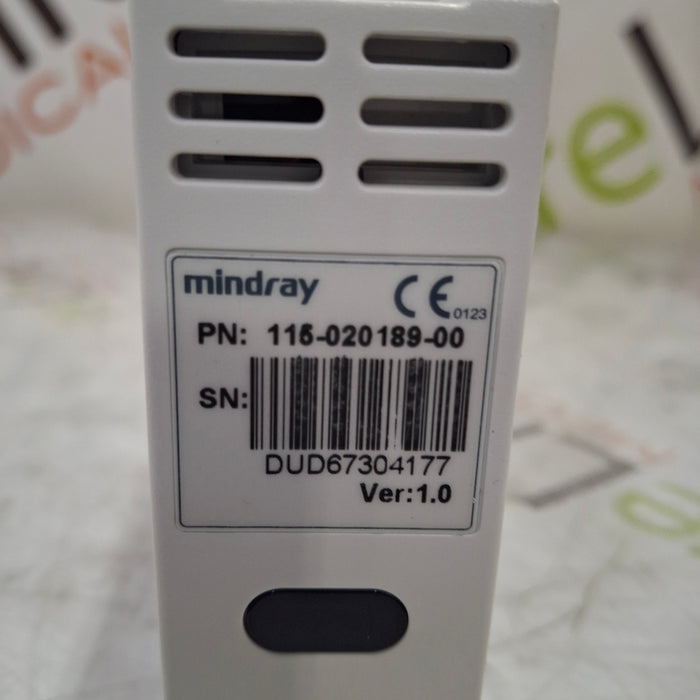 mindray CE 0123
PN: 115-020189-00
SN:
DUD67304177
Ver:1.0